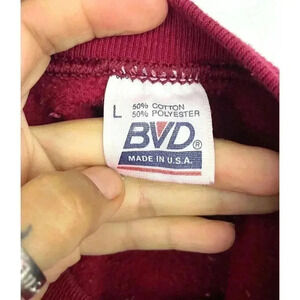 L
50% COTTON
50% POLYESTER
BVD®
MADE IN U.S.A.